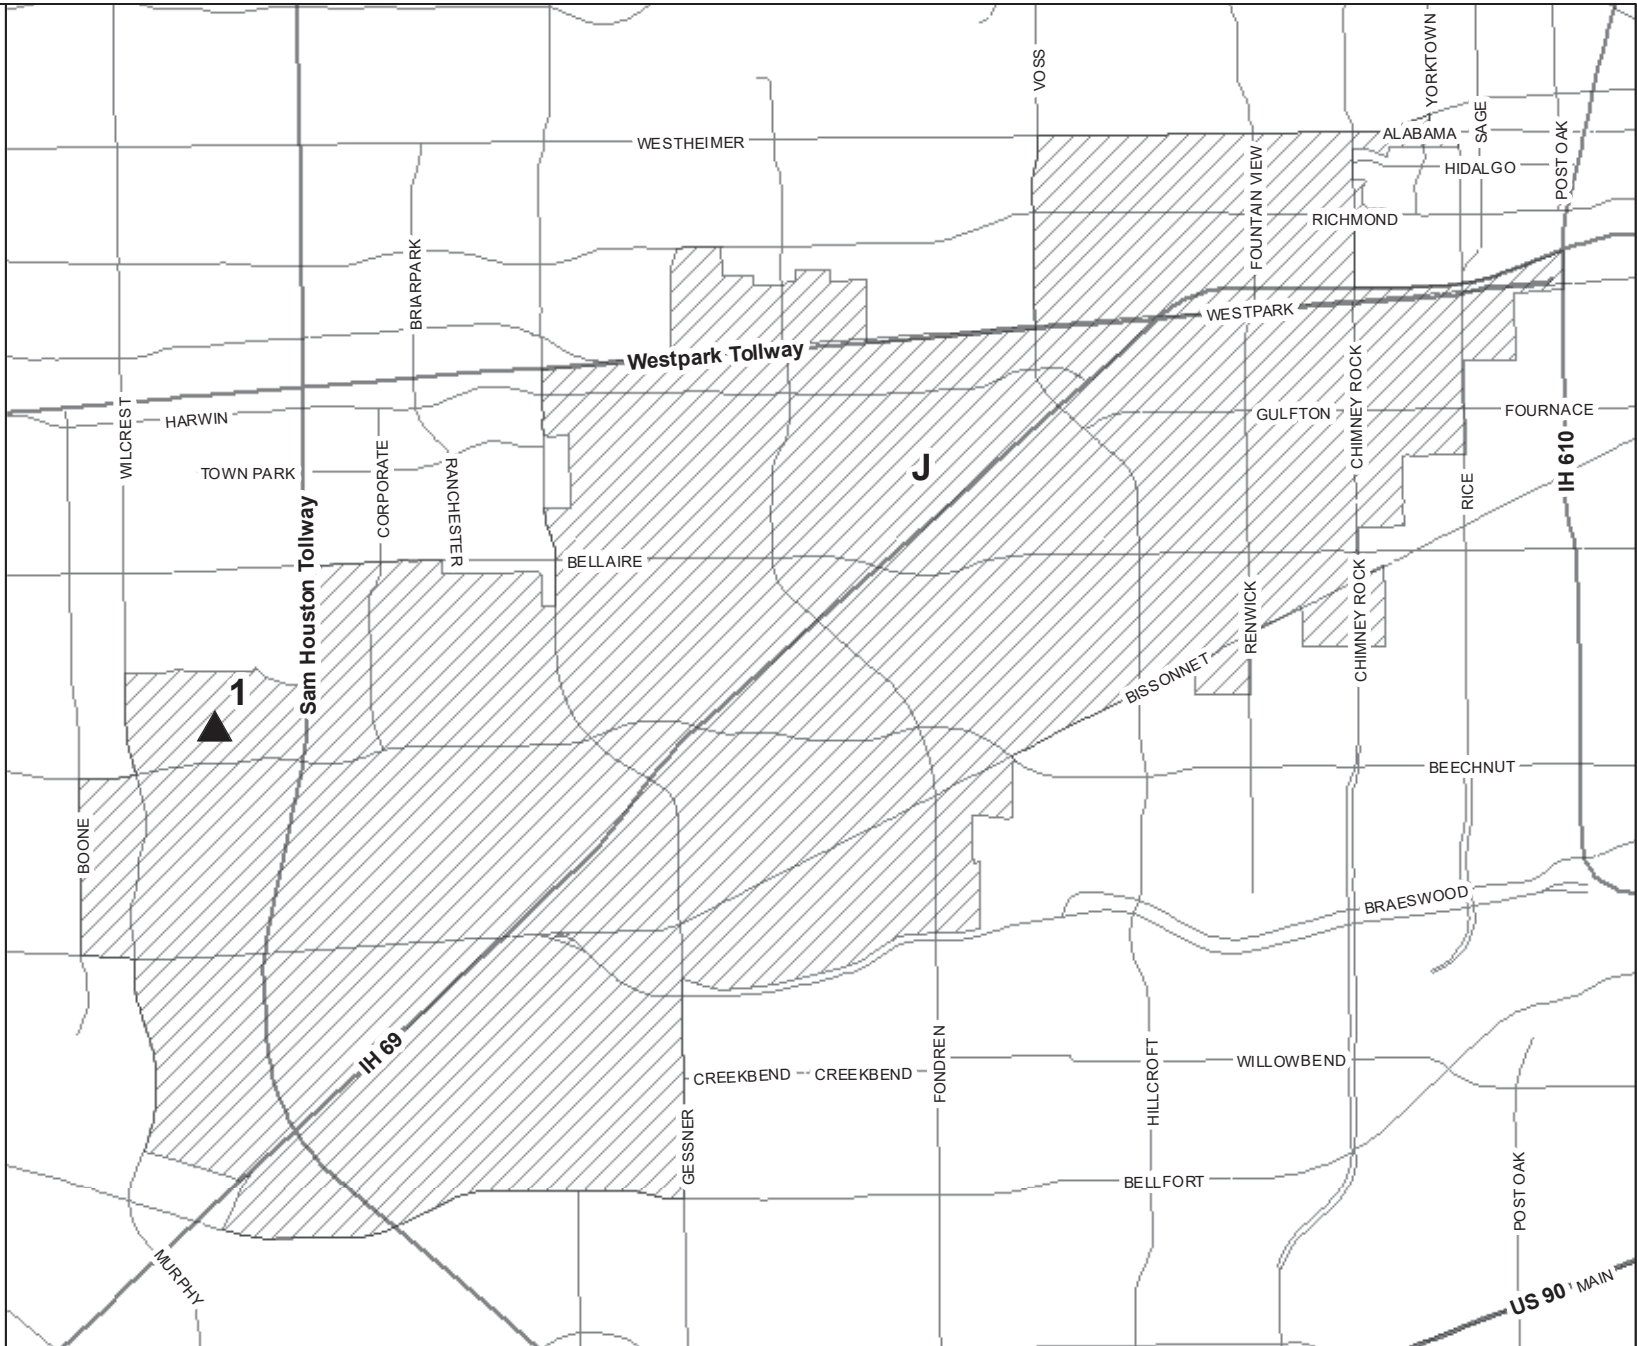 YORKTOWN
VOSS
SAGE
WESTHEIMER
ALABAMA
POST OAK
FOUNTAIN VIEW
HIDALGO
RICHMOND
BRIARPARK
WESTPARK
Westpark Tollway
CHIMNEY ROCK
WILCREST
HARWIN
GULFTON
FOURNACE
IH 610
CORPORATE
RANCHESTER
TOWN PARK
J
RICE
Sam Houston Tollway
BELLAIRE
RENWICK
CHIMNEY ROCK
1
BISSONNET
BEECHNUT
BOONE
BRAESWOOD
IH 69
FONDREN
HILLCROFT
WILLOWBEND
CREEKBEND
CREEKBEND
GESSNER
BELLFORT
POST OAK
MURPHY
US 90
MAIN